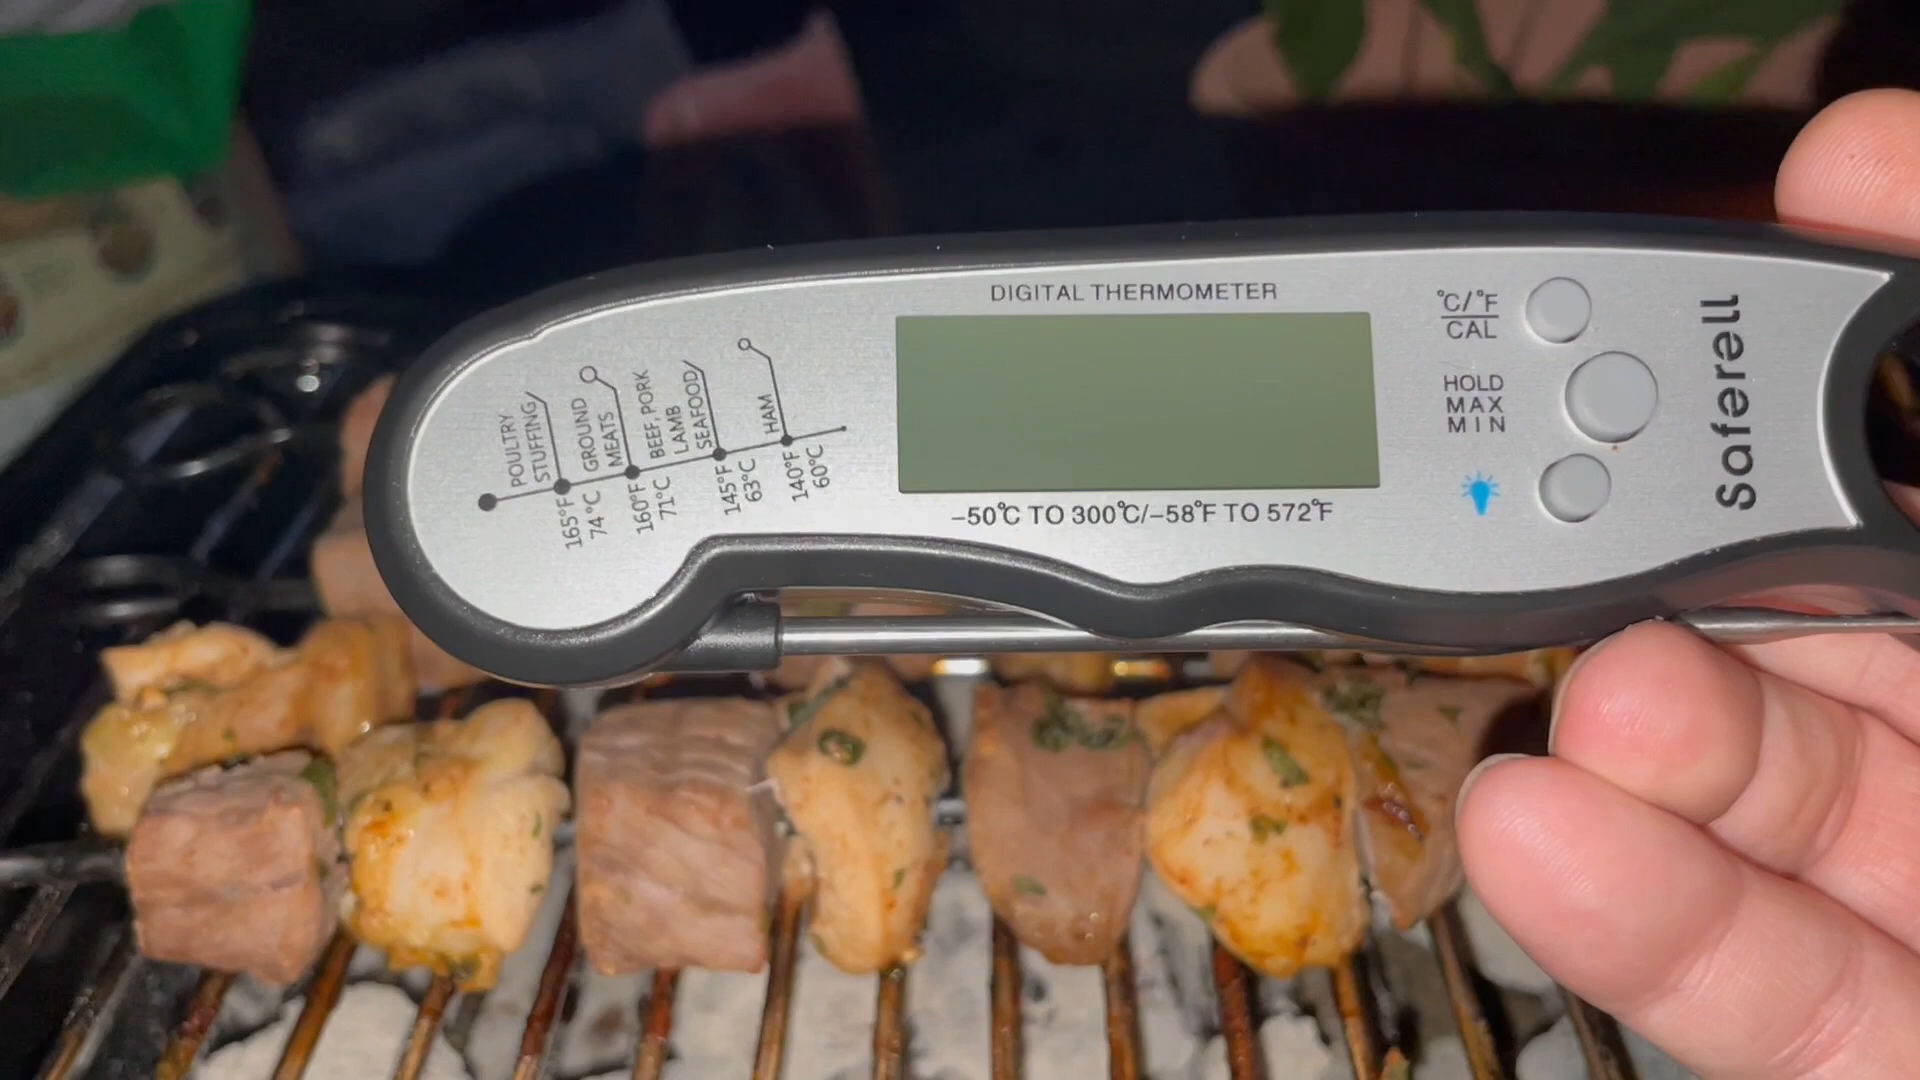 DIGITAL THERMOMETER
-50℃ TO 300℃/-58℉ TO 572℉
°C/°F
CAL
HOLD
MAX
MIN
Saferell
POULTRY
STUFFING
165°F
74°C
GROUND
MEATS
160°F
71°C
BEEF, PORK
LAMB
SEAFOOD
145°F
63°C
HAM
140°F
60°C